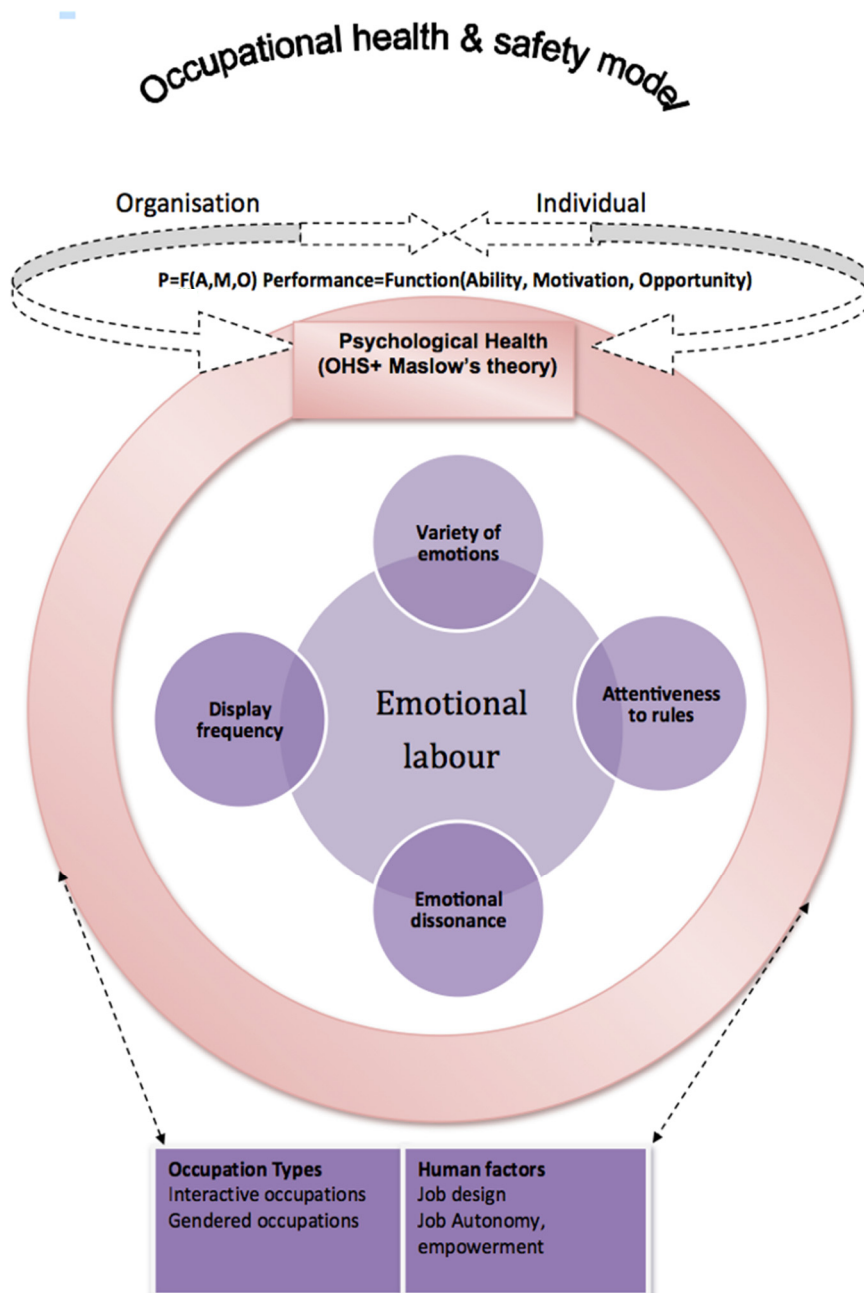 Occupational health & safety model
Organisation
Individual
P=F(A,M,O) Performance=Function(Ability, Motivation, Opportunity)
Psychological Health
(OHS+ Maslow's theory)
Variety of
emotions
Display
frequency
Emotional
labour
Attentiveness
to rules
Emotional
dissonance
Occupation Types
Interactive occupations
Gendered occupations
Human factors
Job design
Job Autonomy,
empowerment